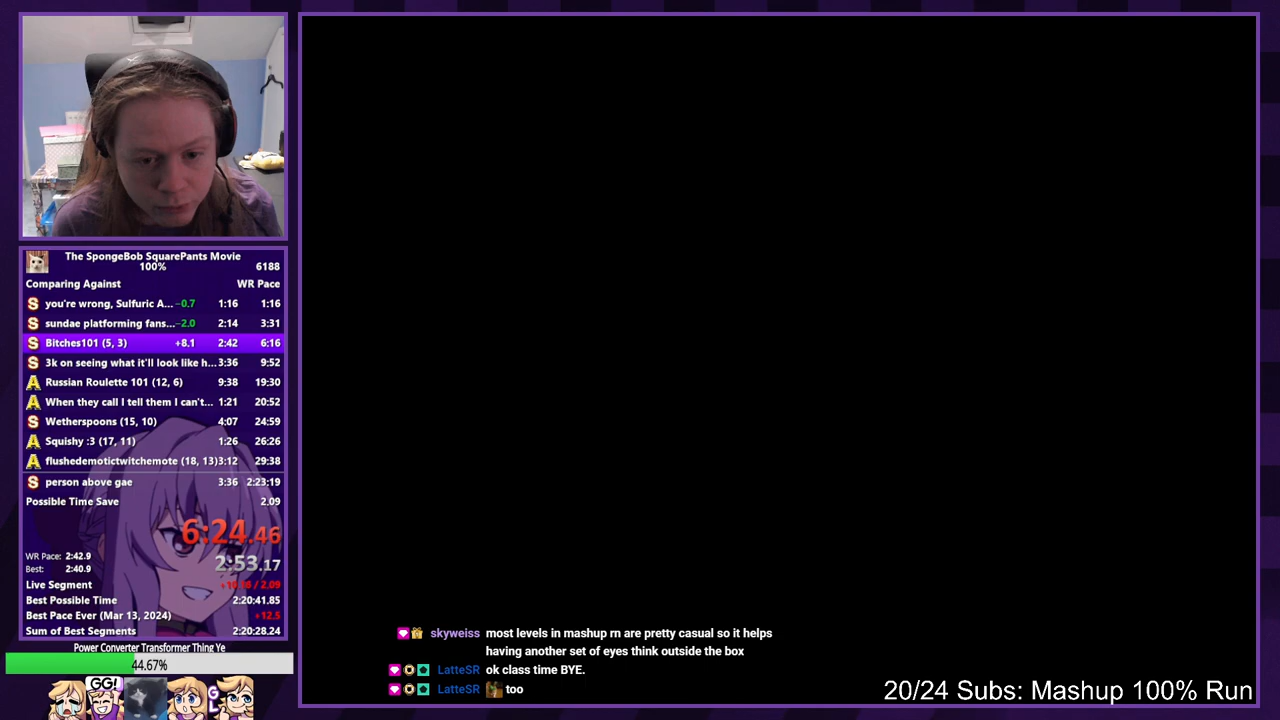 The SpongeBob SquarePants Movie
100% 6188
Comparing Against WR Pace
S you're wrong, Sulfuric A... −0.7 1:16 1:16
S sundae platforming fans... −2.0 2:14 3:31
S Bitches101 (5, 3) +8.1 2:42 6:16
S 3k on seeing what it'll look like h... 3:36 9:52
A Russian Roulette 101 (12, 6) 9:38 19:30
A When they call I tell them I can't... 1:21 20:52
S Wetherspoons (15, 10) 4:07 24:59
A Squishy :3 (17, 11) 1:26 26:26
A flushedemotictwitchemote (18, 13) 3:12 29:38
S person above gae 3:36 2:23:19
Possible Time Save 2.09
6:24.46
WR Pace: 2:42.9
2:53.17
Best: 2:40.9
Live Segment / 2.09
Best Possible Time 2:20:41.85
Best Pace Ever (Mar 13, 2024) +12.5
Sum of Best Segments 2:20:28.24
Power Converter Transformer Thing Ye
44.67%
GG!
G
L
skyweiss most levels in mashup rn are pretty casual so it helps
having another set of eyes think outside the box
LatteSR ok class time BYE.
LatteSR too
20/24 Subs: Mashup 100% Run